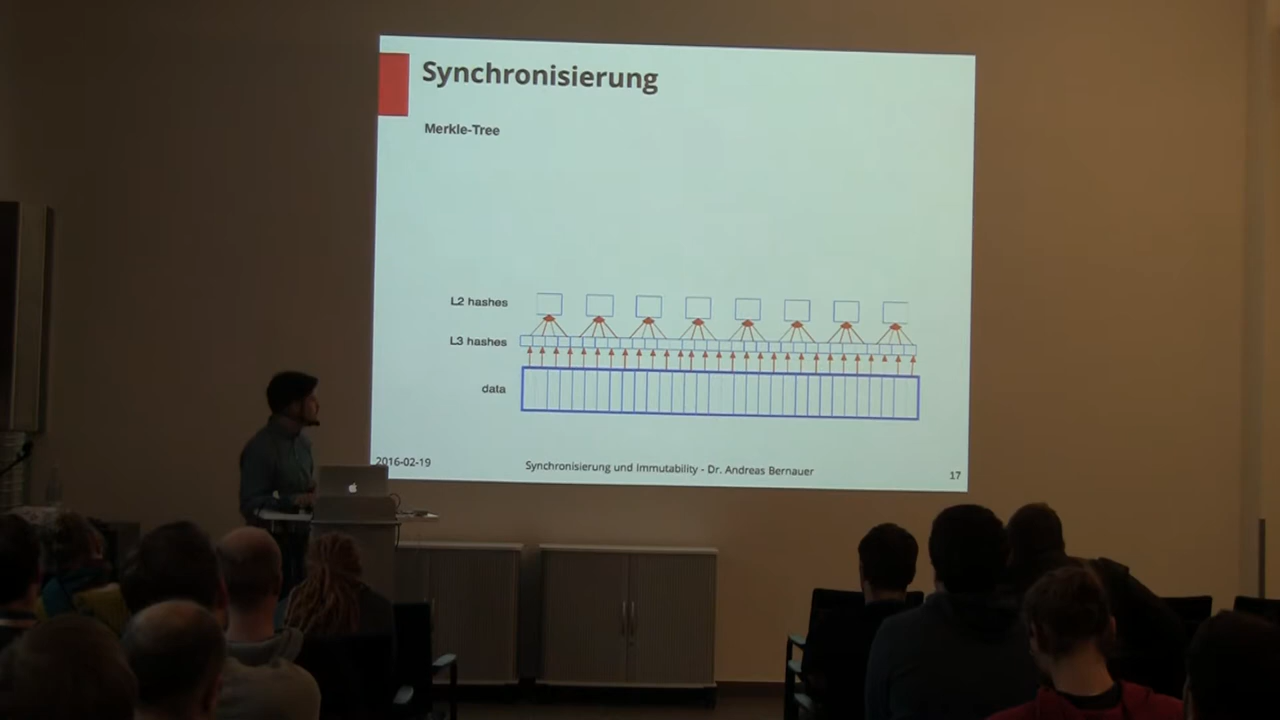 Synchronisierung
Merkle-Tree
L2 hashes
L3 hashes
data
2016-02-19
Synchronisierung und Immutability - Dr. Andreas Bernauer
17